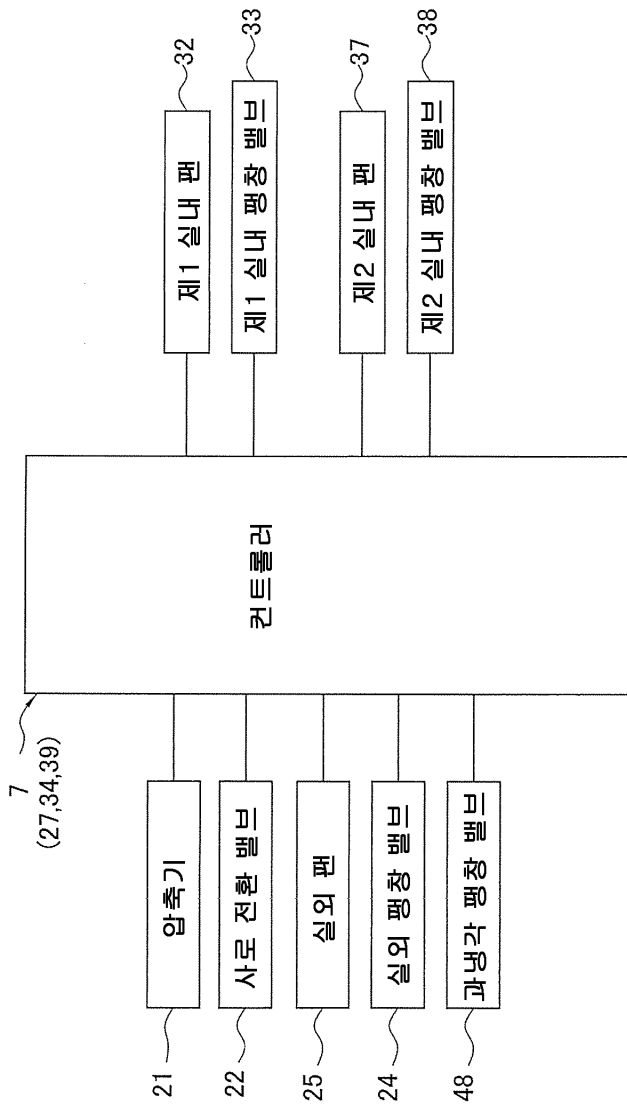 7
(27,34,39)
컨트롤러
21
압축기
22
사로 전환 밸브
25
실외 팬
24
실외 팽창 밸브
48
과냉각 팽창 밸브
제1 실내 팬
32
제1 실내 팽창 밸브
33
제2 실내 팬
37
제2 실내 팽창 밸브
38